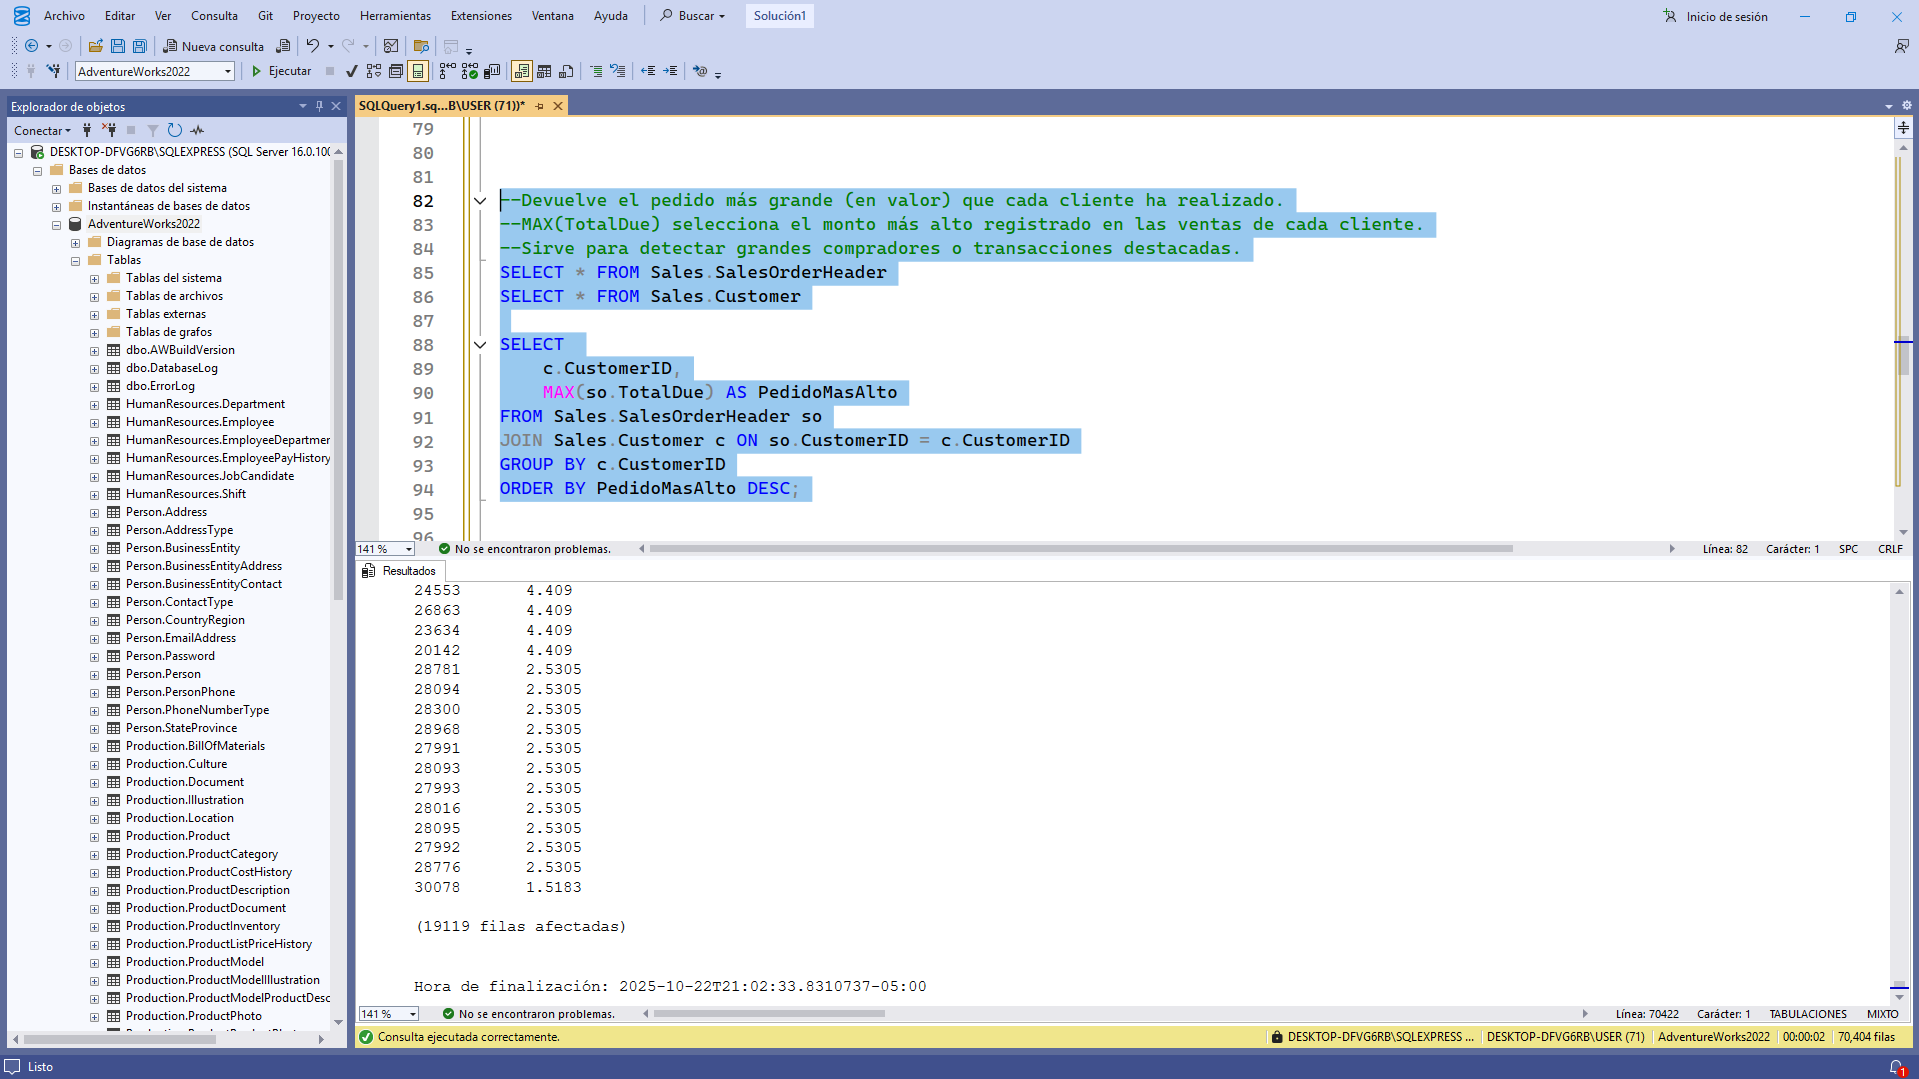 Archivo Editar Ver Consulta Git Proyecto Herramientas Extensiones Ventana Ayuda Buscar Solución1 Inicio de sesión
Nueva consulta
AdventureWorks2022 Ejecutar
Explorador de objetos
Conectar
DESKTOP-DFVG6RB\SQLEXPRESS (SQL Server 16.0.100
Bases de datos
Bases de datos del sistema
Instantáneas de bases de datos
AdventureWorks2022
Diagramas de base de datos
Tablas
Tablas del sistema
Tablas de archivos
Tablas externas
Tablas de grafos
dbo.AWBuildVersion
dbo.DatabaseLog
dbo.ErrorLog
HumanResources.Department
HumanResources.Employee
HumanResources.EmployeeDepartmen
HumanResources.EmployeePayHistory
HumanResources.JobCandidate
HumanResources.Shift
Person.Address
Person.AddressType
Person.BusinessEntity
Person.BusinessEntityAddress
Person.BusinessEntityContact
Person.ContactType
Person.CountryRegion
Person.EmailAddress
Person.Password
Person.Person
Person.PersonPhone
Person.PhoneNumberType
Person.StateProvince
Production.BillOfMaterials
Production.Culture
Production.Document
Production.Illustration
Production.Location
Production.Product
Production.ProductCategory
Production.ProductCostHistory
Production.ProductDescription
Production.ProductDocument
Production.ProductInventory
Production.ProductListPriceHistory
Production.ProductModel
Production.ProductModelIllustration
Production.ProductModelProductDesc
Production.ProductPhoto
SQLQuery1.sq...B\USER (71))*
79
80
81
82 --Devuelve el pedido más grande (en valor) que cada cliente ha realizado.
83 --MAX(TotalDue) selecciona el monto más alto registrado en las ventas de cada cliente.
84 --Sirve para detectar grandes compradores o transacciones destacadas.
85 SELECT * FROM Sales.SalesOrderHeader
86 SELECT * FROM Sales.Customer
87
88 SELECT
89 c.CustomerID,
90 MAX(so.TotalDue) AS PedidoMasAlto
91 FROM Sales.SalesOrderHeader so
92 JOIN Sales.Customer c ON so.CustomerID = c.CustomerID
93 GROUP BY c.CustomerID
94 ORDER BY PedidoMasAlto DESC;
95
96
141 % No se encontraron problemas. Línea: 82 Carácter: 1 SPC CRLF
Resultados
24553 4.409
26863 4.409
23634 4.409
20142 4.409
28781 2.5305
28094 2.5305
28300 2.5305
28968 2.5305
27991 2.5305
28093 2.5305
27993 2.5305
28016 2.5305
28095 2.5305
27992 2.5305
28776 2.5305
30078 1.5183
(19119 filas afectadas)
Hora de finalización: 2025-10-22T21:02:33.8310737-05:00
141 % No se encontraron problemas. Línea: 70422 Carácter: 1 TABULACIONES MIXTO
Consulta ejecutada correctamente. DESKTOP-DFVG6RB\SQLEXPRESS ... DESKTOP-DFVG6RB\USER (71) AdventureWorks2022 00:00:02 70,404 filas
Listo 1